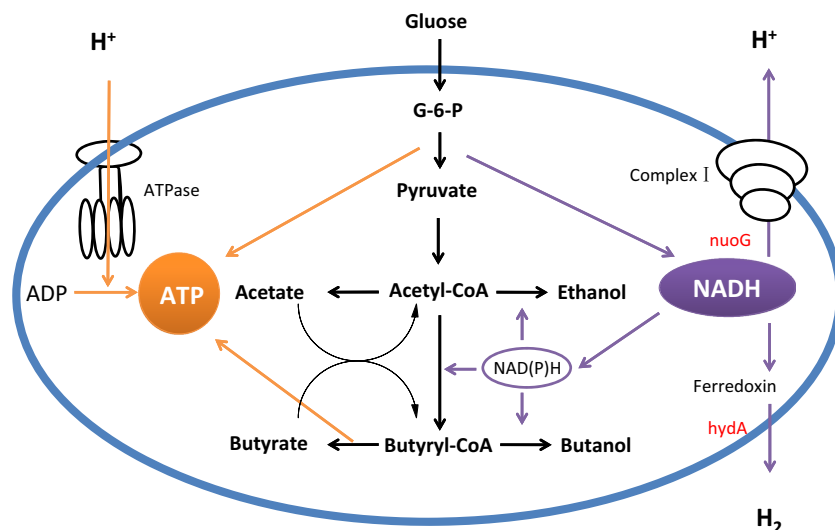 Gluose
H⁺
H⁺
G-6-P
ATPase
Complex Ⅰ
Pyruvate
nuoG
ADP
ATP
Acetate
Acetyl-CoA
Ethanol
NADH
NAD(P)H
Ferredoxin
hydA
Butyrate
Butyryl-CoA
Butanol
H₂